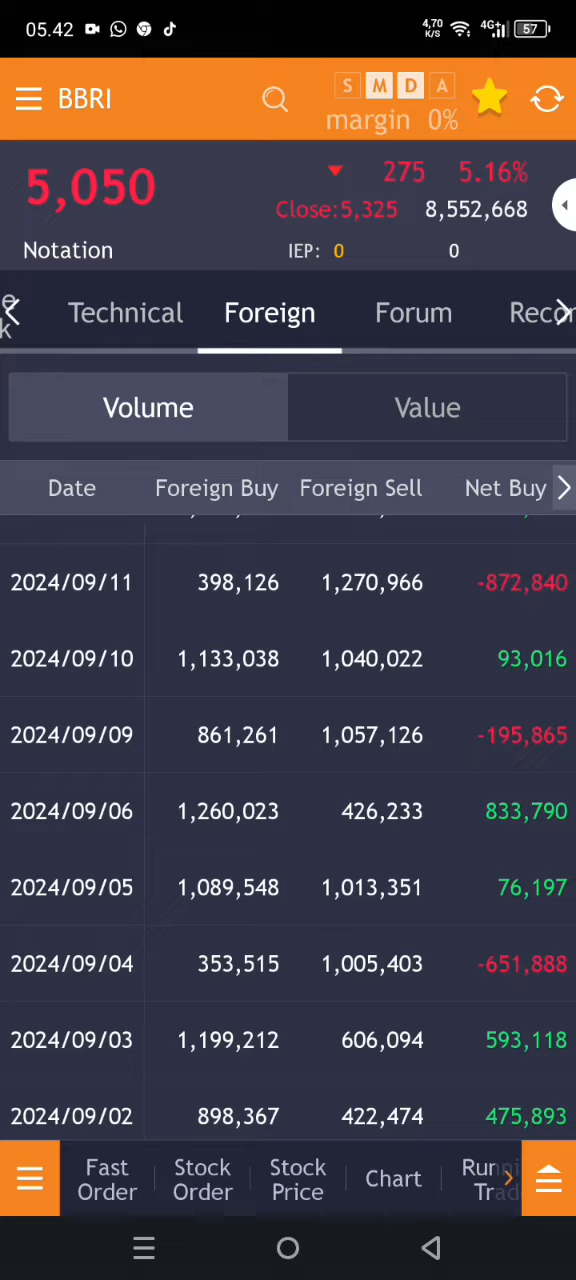 05.42 4,70 K/S 4G+ 57
BBRI S M D A
margin 0%
5,050 275 5.16%
Close:5,325 8,552,668
Notation IEP: 0 0
Technical Foreign Forum
Volume Value
Date Foreign Buy Foreign Sell Net Buy
2024/09/11 398,126 1,270,966 -872,840
2024/09/10 1,133,038 1,040,022 93,016
2024/09/09 861,261 1,057,126 -195,865
2024/09/06 1,260,023 426,233 833,790
2024/09/05 1,089,548 1,013,351 76,197
2024/09/04 353,515 1,005,403 -651,888
2024/09/03 1,199,212 606,094 593,118
2024/09/02 898,367 422,474 475,893
Fast Stock Stock Chart
Order Order Price